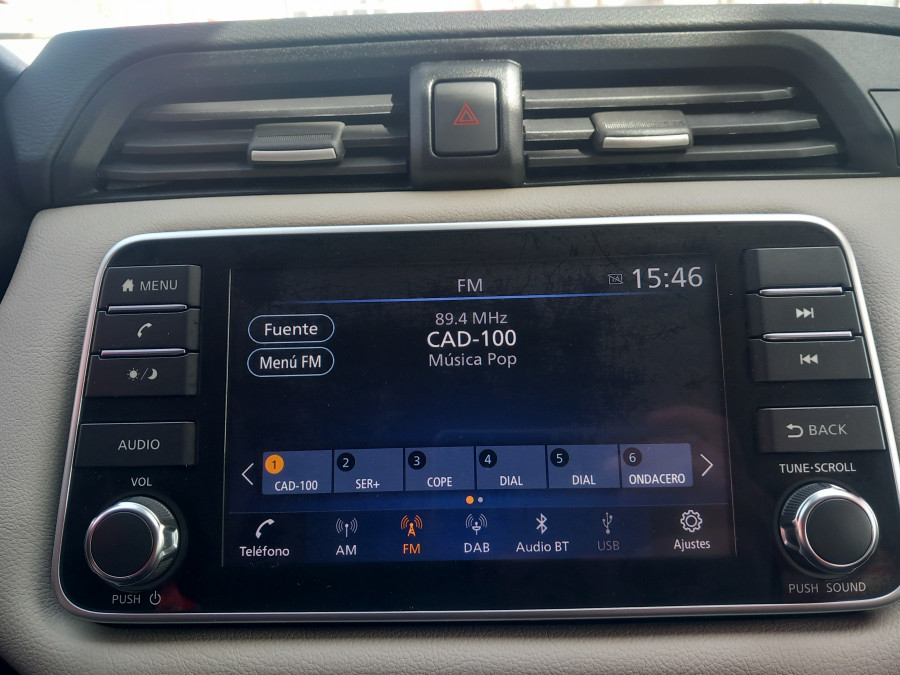 MENU
AUDIO
VOL
PUSH
FM
15:46
Fuente
Menú FM
89.4 MHz
CAD-100
Música Pop
1 CAD-100
2 SER+
3 COPE
4 DIAL
5 DIAL
6 ONDACERO
Teléfono
AM
FM
DAB
Audio BT
USB
Ajustes
BACK
TUNE·SCROLL
PUSH SOUND